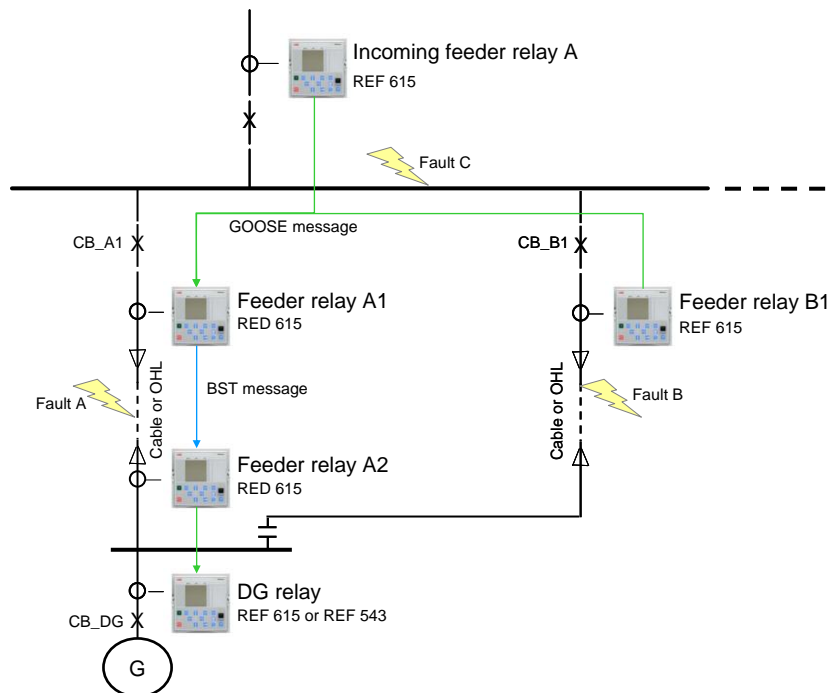 Incoming feeder relay A
REF 615
Fault C
GOOSE message
CB_A1
CB_B1
Feeder relay A1
RED 615
Feeder relay B1
REF 615
BST message
Fault A
Cable or OHL
Cable or OHL
Fault B
Feeder relay A2
RED 615
DG relay
REF 615 or REF 543
CB_DG
G